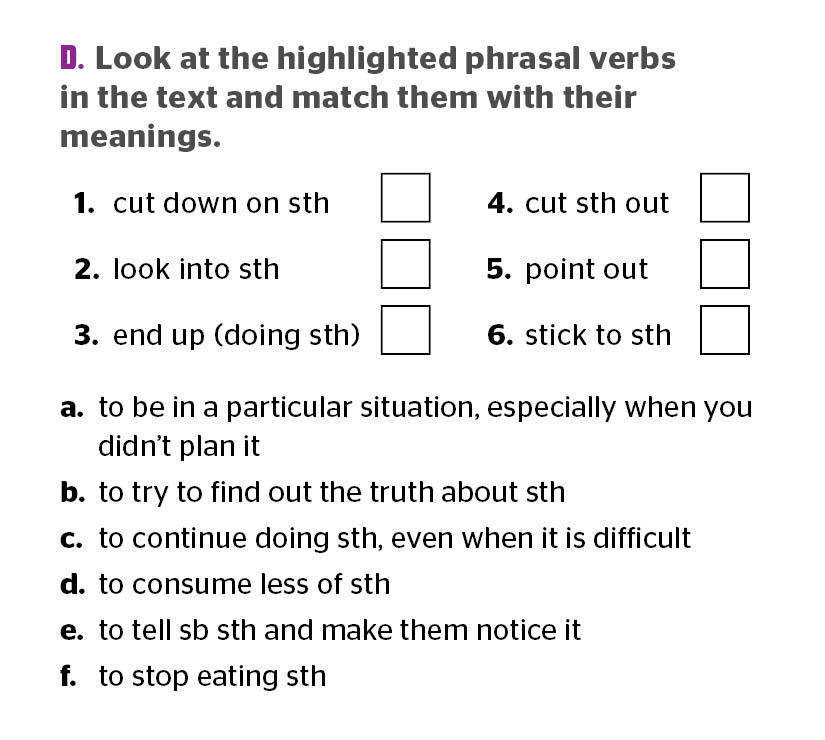 D. Look at the highlighted phrasal verbs
in the text and match them with their
meanings.
1. cut down on sth
4. cut sth out
2. look into sth
5. point out
3. end up (doing sth)
6. stick to sth
a. to be in a particular situation, especially when you
didn’t plan it
b. to try to find out the truth about sth
c. to continue doing sth, even when it is difficult
d. to consume less of sth
e. to tell sb sth and make them notice it
f. to stop eating sth